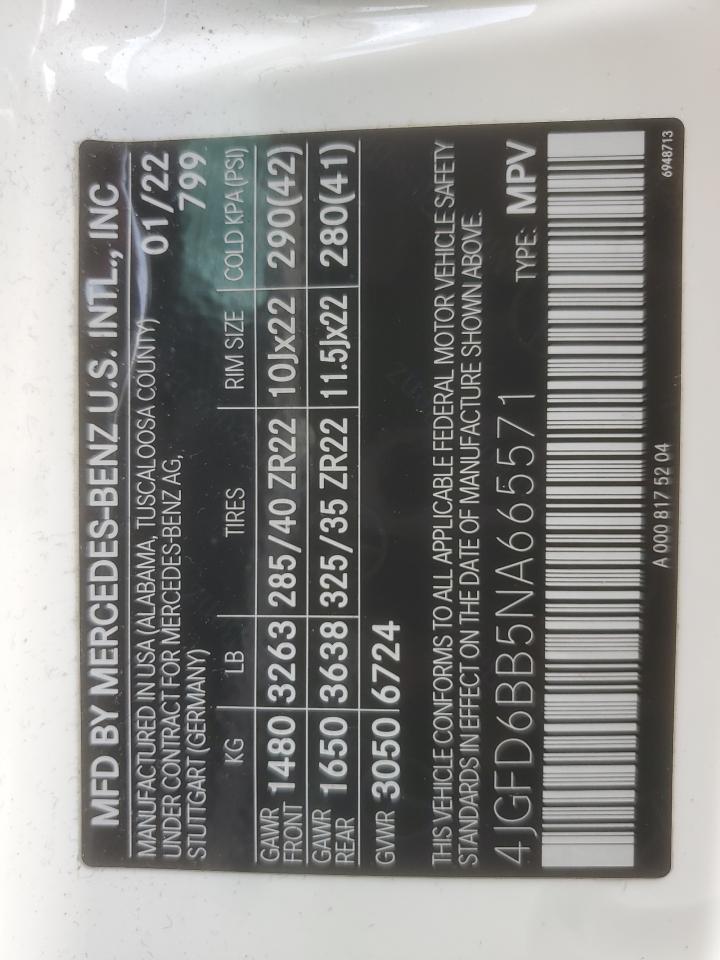 MFD BY MERCEDES-BENZ U.S. INTL., INC
MANUFACTURED IN USA (ALABAMA, TUSCALOOSA COUNTY) 01/22
UNDER CONTRACT FOR MERCEDES-BENZ AG, 799
STUTTGART (GERMANY)
KG LB TIRES RIM SIZE COLD KPA (PSI)
GAWR FRONT 1480 3263 285/40 ZR22 10Jx22 290(42)
GAWR REAR 1650 3638 325/35 ZR22 11.5Jx22 280(41)
GVWR 3050 6724
THIS VEHICLE CONFORMS TO ALL APPLICABLE FEDERAL MOTOR VEHICLE SAFETY
STANDARDS IN EFFECT ON THE DATE OF MANUFACTURE SHOWN ABOVE.
4JGFD6BB5NA665571 TYPE: MPV
A 000 817 52 04 6948713